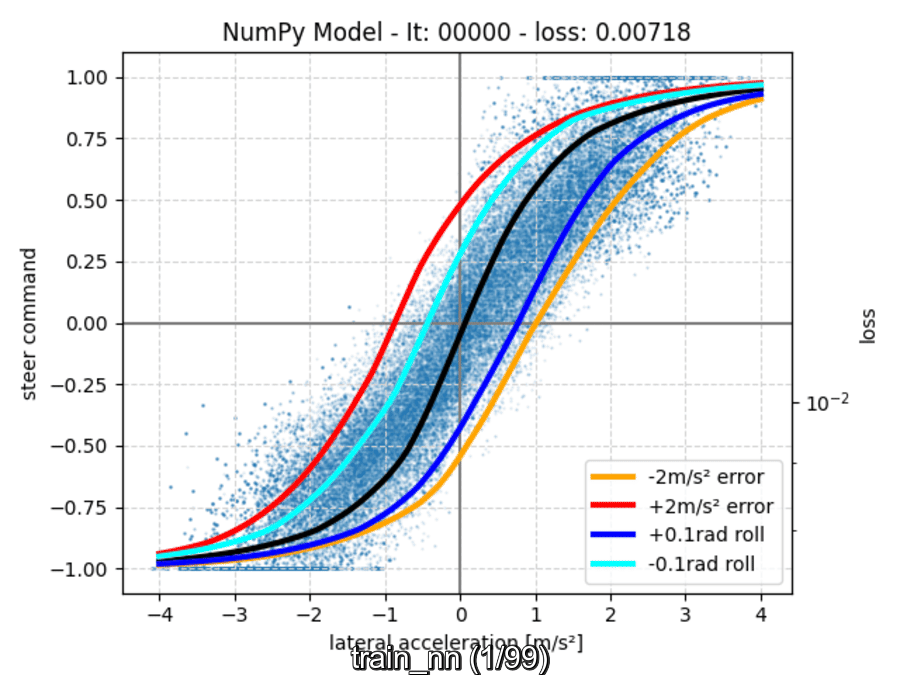 NumPy Model - It: 00000 - loss: 0.00718
1.00
0.75
0.50
0.25
0.00
−0.25
−0.50
−0.75
−1.00
steer command
loss
10⁻²
-2m/s² error
+2m/s² error
+0.1rad roll
-0.1rad roll
−4 −3 −2 −1 0 1 2 3 4
lateral acceleration [m/s²]
train_nn (1/99)